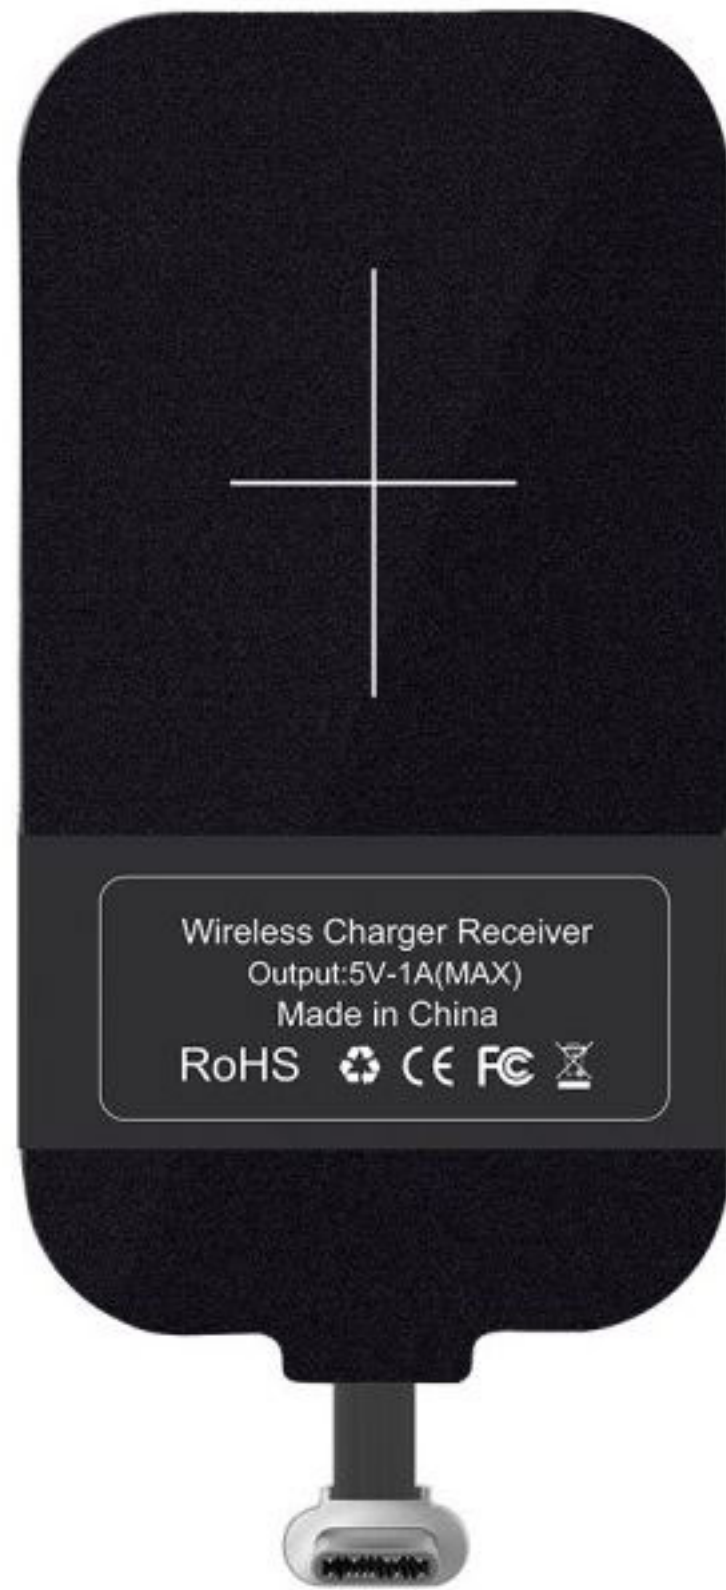 Wireless Charger Receiver
Output:5V-1A(MAX)
Made in China
RoHS CE FC